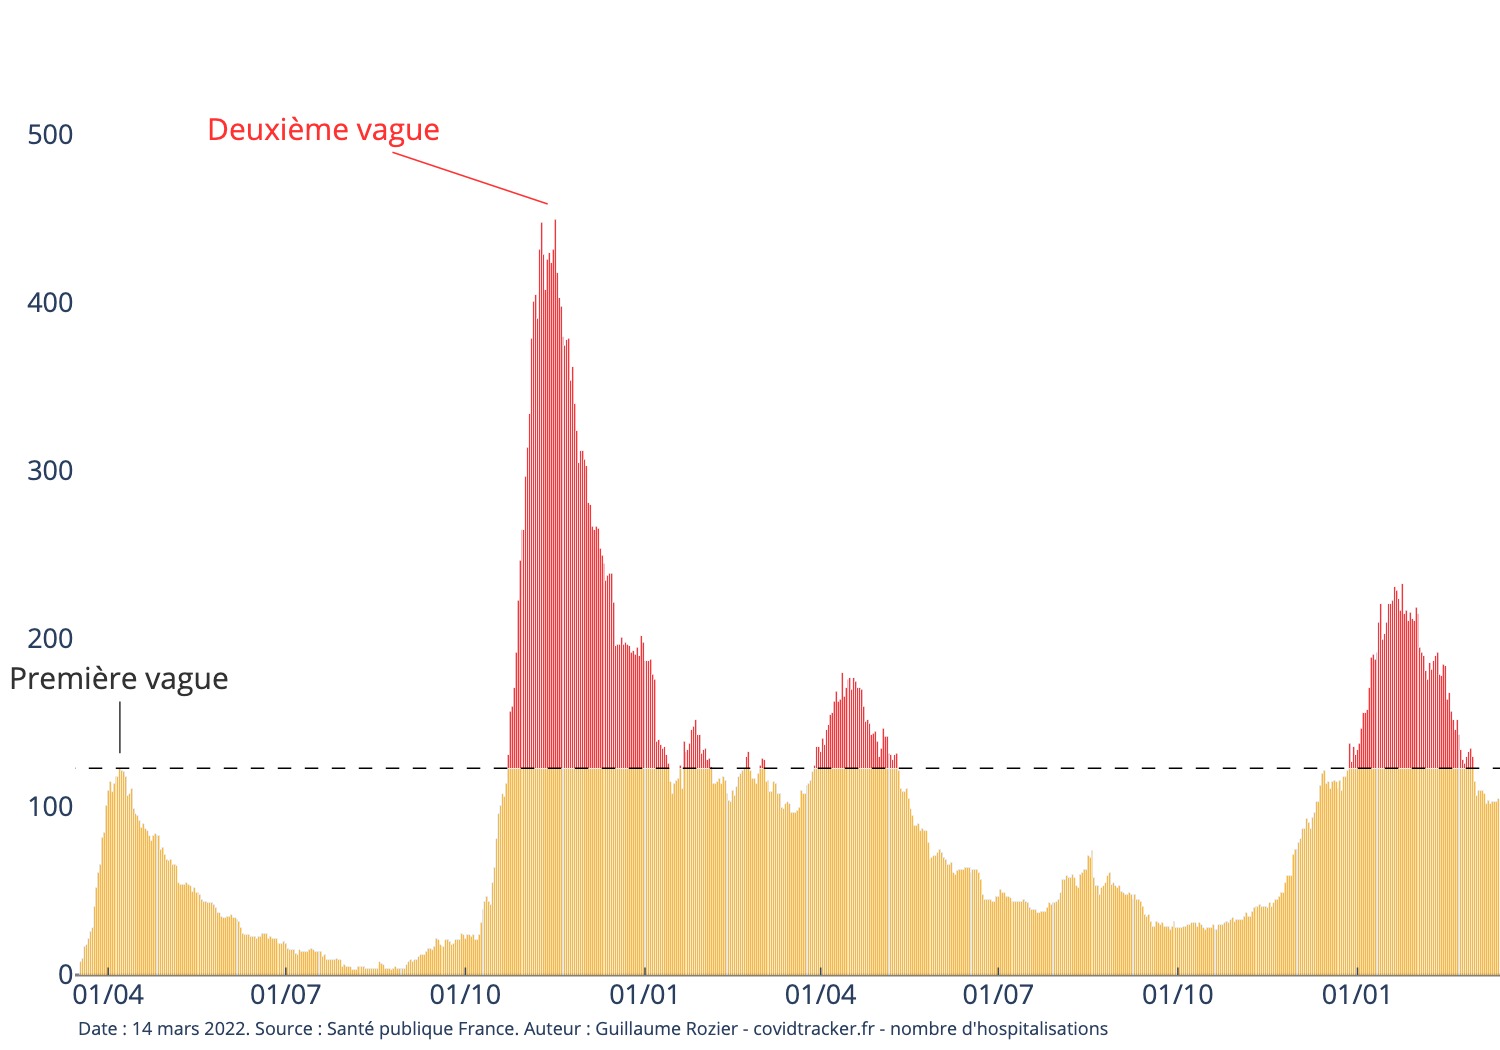 500
Deuxième vague
400
300
200
Première vague
100
0
01/04 01/07 01/10 01/01 01/04 01/07 01/10 01/01
Date : 14 mars 2022. Source : Santé publique France. Auteur : Guillaume Rozier - covidtracker.fr - nombre d'hospitalisations